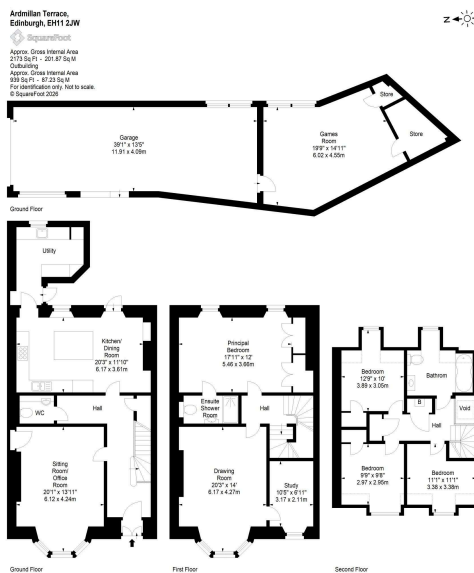 Ardmillan Terrace,
Edinburgh, EH11 2JW
SquareFoot
Approx. Gross Internal Area
2173 Sq Ft - 201.87 Sq M
Outbuilding
Approx. Gross Internal Area
939 Sq Ft - 87.23 Sq M
For identification only. Not to scale.
© SquareFoot 2026
Z
Store
Store
Garage
39'1" x 13'5"
11.91 x 4.09m
Games
Room
19'9" x 14'11"
6.02 x 4.55m
Ground Floor
Utility
Kitchen/
Dining
Room
20'3" x 11'10"
6.17 x 3.61m
WC
Hall
Sitting
Room/
Office
Room
20'1" x 13'11"
6.12 x 4.24m
Ground Floor
Principal
Bedroom
17'11" x 12'
5.46 x 3.66m
Ensuite
Shower
Room
Hall
Drawing
Room
20'3" x 14'
6.17 x 4.27m
Study
10'5" x 6'11"
3.17 x 2.11m
First Floor
Bedroom
12'9" x 10'
3.89 x 3.05m
Bathroom
B
Hall
Void
Bedroom
9'9" x 9'8"
2.97 x 2.95m
Bedroom
11'1" x 11'1"
3.38 x 3.38m
Second Floor